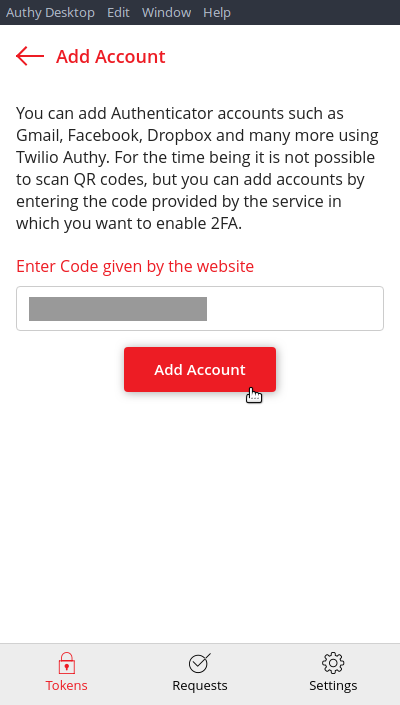 Authy Desktop Edit Window Help
Add Account
You can add Authenticator accounts such as
Gmail, Facebook, Dropbox and many more using
Twilio Authy. For the time being it is not possible
to scan QR codes, but you can add accounts by
entering the code provided by the service in
which you want to enable 2FA.
Enter Code given by the website
Add Account
Tokens Requests Settings